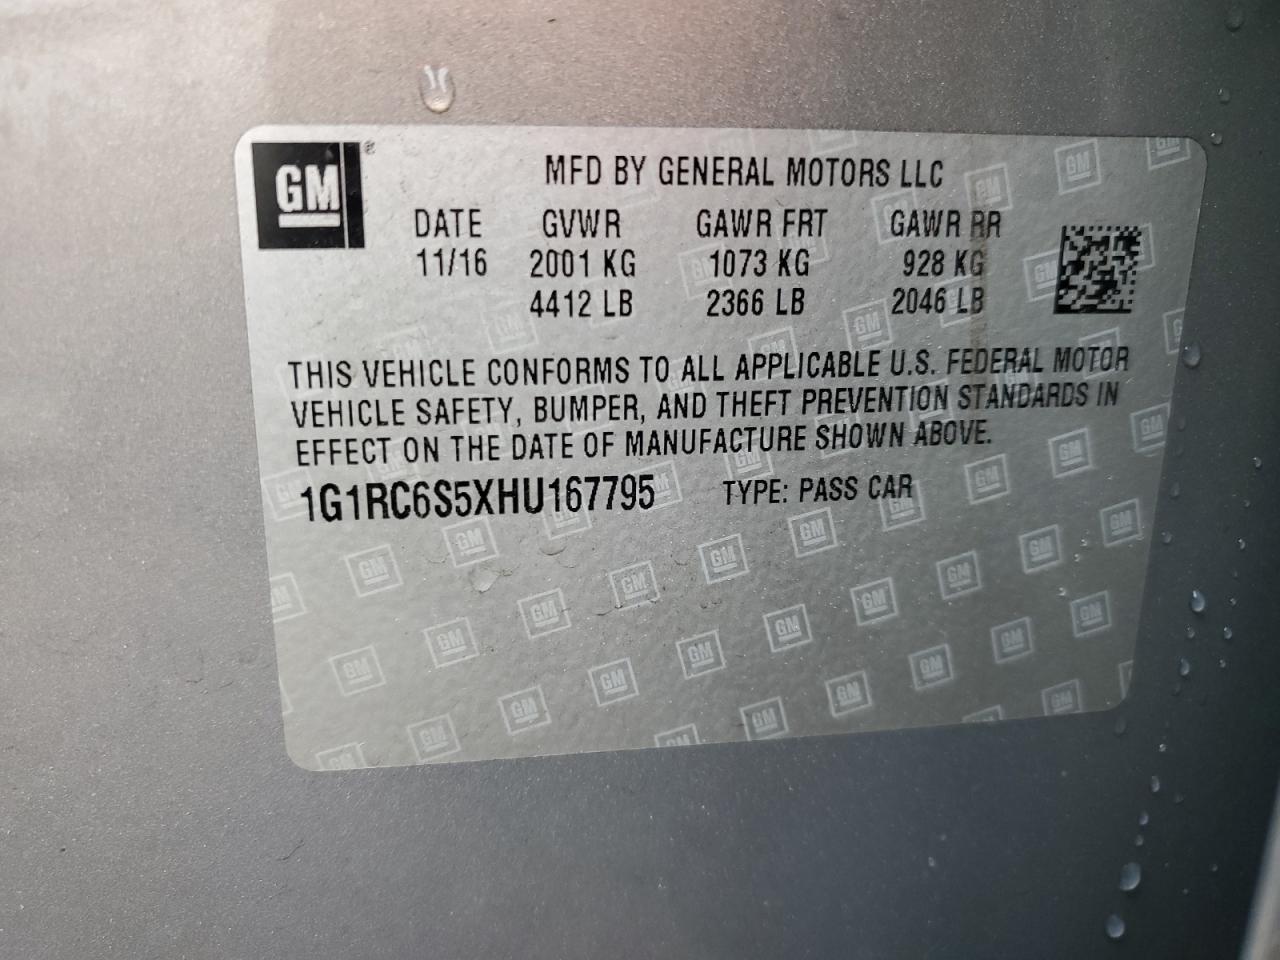 GM ®
MFD BY GENERAL MOTORS LLC
DATE GVWR GAWR FRT GAWR RR
11/16 2001 KG 1073 KG 928 KG
4412 LB 2366 LB 2046 LB
THIS VEHICLE CONFORMS TO ALL APPLICABLE U.S. FEDERAL MOTOR
VEHICLE SAFETY, BUMPER, AND THEFT PREVENTION STANDARDS IN
EFFECT ON THE DATE OF MANUFACTURE SHOWN ABOVE.
1G1RC6S5XHU167795 TYPE: PASS CAR